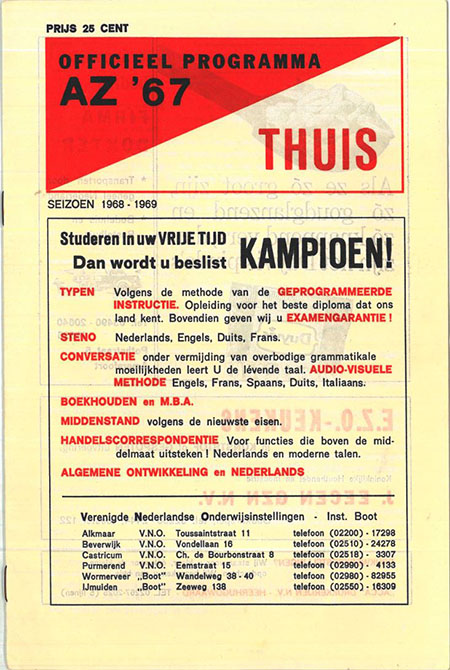 PRIJS 25 CENT
OFFICIEEL PROGRAMMA
AZ '67
THUIS
SEIZOEN 1968 - 1969
Studeren in uw VRIJE TIJD
Dan wordt u beslist KAMPIOEN!
TYPEN Volgens de methode van de GEPROGRAMMEERDE
INSTRUCTIE. Opleiding voor het beste diploma dat ons
land kent. Bovendien geven wij u EXAMENGARANTIE !
STENO Nederlands, Engels, Duits, Frans.
CONVERSATIE onder vermijding van overbodige grammatikale
moeilijkheden leert U de lévende taal. AUDIO-VISUELE
METHODE Engels, Frans, Spaans, Duits, Italiaans.
BOEKHOUDEN en M.B.A.
MIDDENSTAND volgens de nieuwste eisen.
HANDELSCORRESPONDENTIE Voor functies die boven de mid-
delmaat uitsteken ! Nederlands en moderne talen.
ALGEMENE ONTWIKKELING en NEDERLANDS
Verenigde Nederlandse Onderwijsinstellingen - Inst. Boot
Alkmaar V.N.O. Toussaintstraat 11 telefoon (02200) - 17298
Beverwijk V.N.O. Vondellaan 16 telefoon (02510) - 24278
Castricum V.N.O. Ch. de Bourbonstraat 8 telefoon (02518) - 3307
Purmerend V.N.O. Eemstraat 15 telefoon (02990) - 4133
Wormerveer „Boot" Wandelweg 38 - 40 telefoon (02980) - 82955
IJmuiden „Boot" Zeeweg 138 telefoon (02550) - 16309